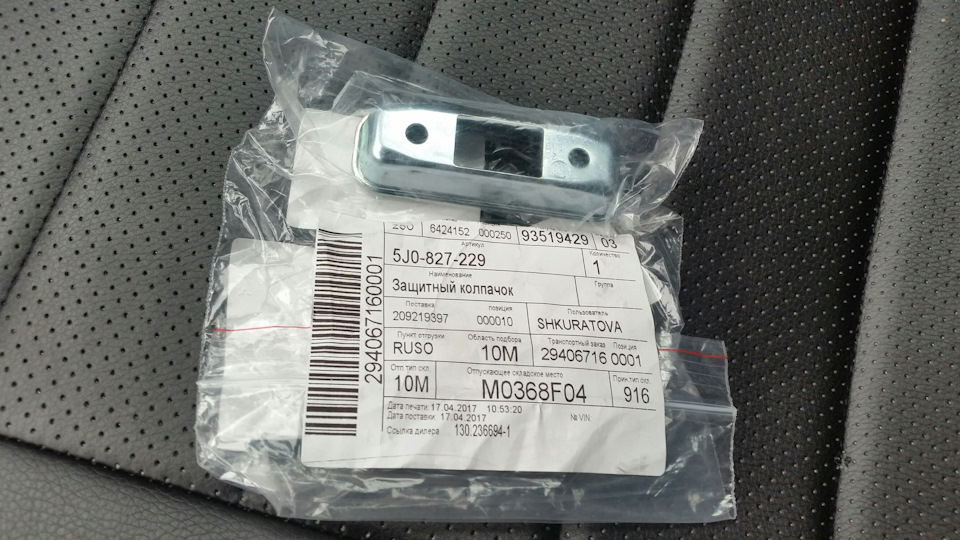 250 6424152 000250 93519429 03
Артикул Количество
5J0-827-229 1
Наименование Группа
Защитный колпачок
Поставка позиция Пользователь
209219397 000010 SHKURATOVA
Пункт отгрузки Область подбора Транспортный заказ Позиция
RUSO 10M 29406716 0001
Отп.тип скл. Отпускающее складское место Прин.тип скл.
10M M0368F04 916
Дата печати 17.04.2017 10:53:20
Дата поставки 17.04.2017 № VIN:
Ссылка дилера 130.236694-1
294067160001